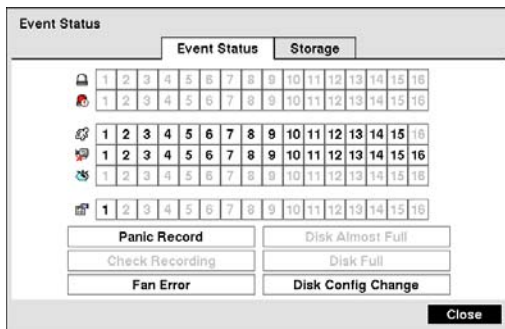 Event Status
Event Status Storage
1 2 3 4 5 6 7 8 9 10 11 12 13 14 15 16
1 2 3 4 5 6 7 8 9 10 11 12 13 14 15 16
1 2 3 4 5 6 7 8 9 10 11 12 13 14 15 16
1 2 3 4 5 6 7 8 9 10 11 12 13 14 15 16
1 2 3 4 5 6 7 8 9 10 11 12 13 14 15 16
1 2 3 4 5 6 7 8 9 10 11 12 13 14 15 16
Panic Record Disk Almost Full
Check Recording Disk Full
Fan Error Disk Config Change
Close